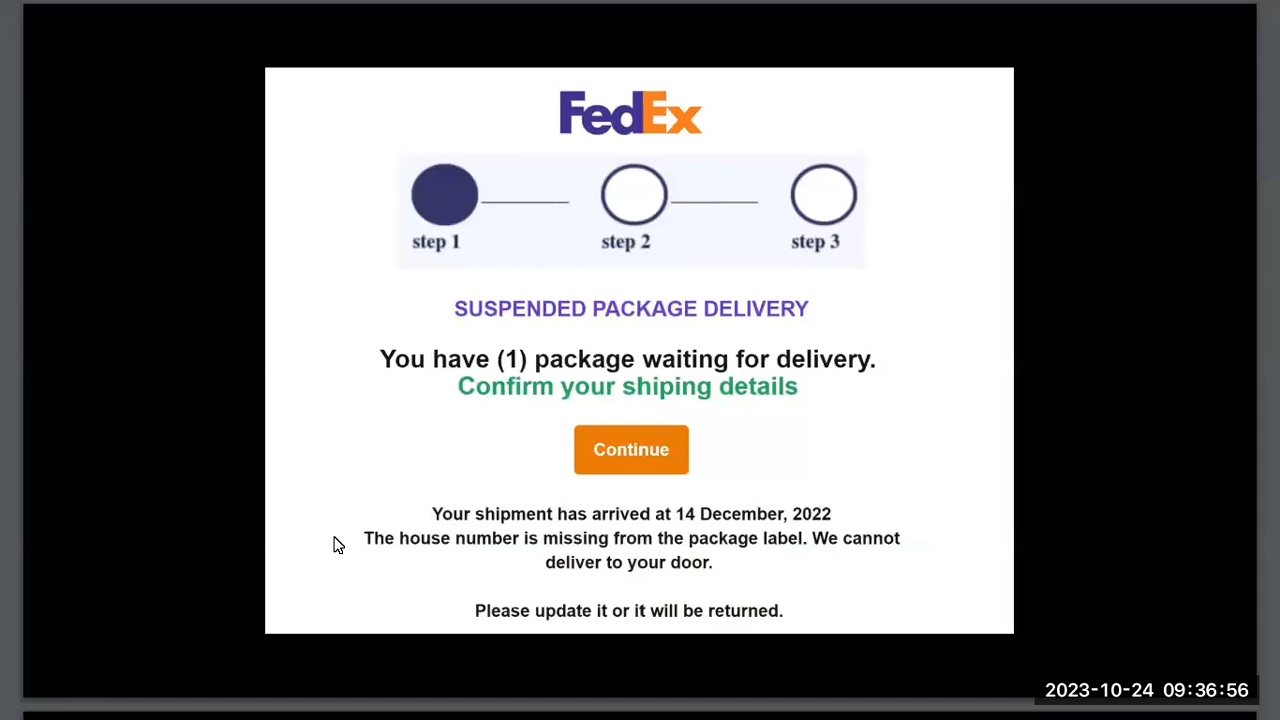 FedEx
step 1
step 2
step 3
SUSPENDED PACKAGE DELIVERY
You have (1) package waiting for delivery.
Confirm your shiping details
Continue
Your shipment has arrived at 14 December, 2022
The house number is missing from the package label. We cannot
deliver to your door.
Please update it or it will be returned.
2023-10-24 09:36:56